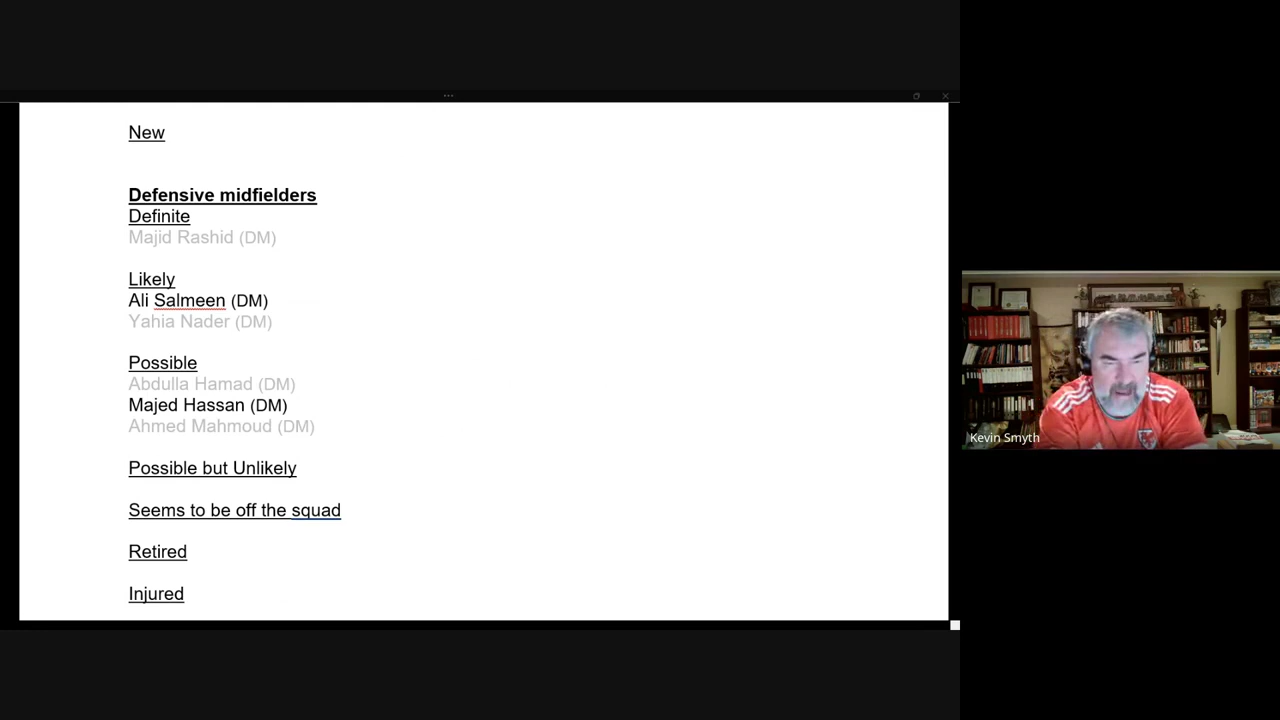 New
Defensive midfielders
Definite
Majid Rashid (DM)
Likely
Ali Salmeen (DM)
Yahia Nader (DM)
Possible
Abdulla Hamad (DM)
Majed Hassan (DM)
Ahmed Mahmoud (DM)
Possible but Unlikely
Seems to be off the squad
Retired
Injured
Kevin Smyth